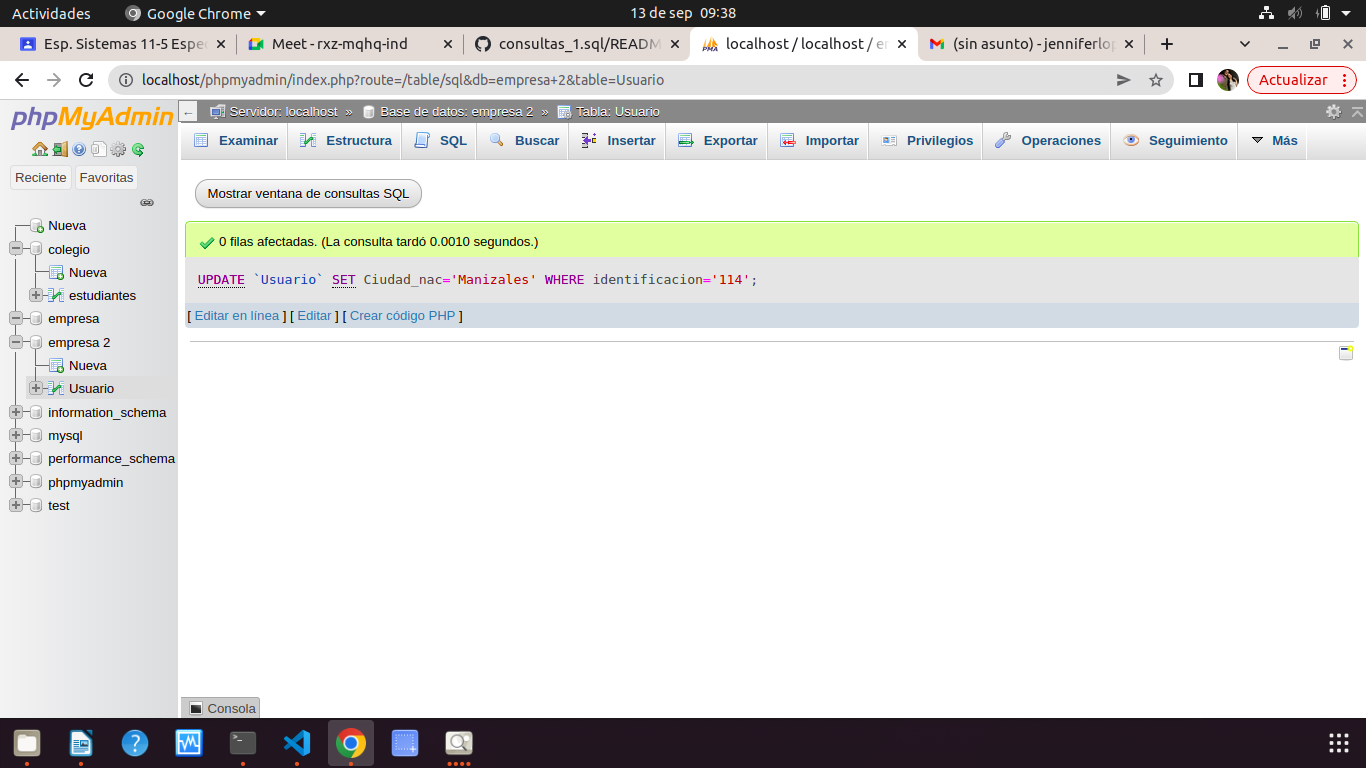 Actividades Google Chrome 13 de sep 09:38
Esp. Sistemas 11-5 Espe Meet - rxz-mqhq-ind consultas_1.sql/READM localhost / localhost / en (sin asunto) - jenniferlop
localhost/phpmyadmin/index.php?route=/table/sql&db=empresa+2&table=Usuario Actualizar
phpMyAdmin
Servidor: localhost » Base de datos: empresa 2 » Tabla: Usuario
Examinar Estructura SQL Buscar Insertar Exportar Importar Privilegios Operaciones Seguimiento Más
Reciente Favoritas
Nueva
colegio
Nueva
estudiantes
empresa
empresa 2
Nueva
Usuario
information_schema
mysql
performance_schema
phpmyadmin
test
Mostrar ventana de consultas SQL
0 filas afectadas. (La consulta tardó 0.0010 segundos.)
UPDATE `Usuario` SET Ciudad_nac='Manizales' WHERE identificacion='114';
[ Editar en línea ] [ Editar ] [ Crear código PHP ]
Consola